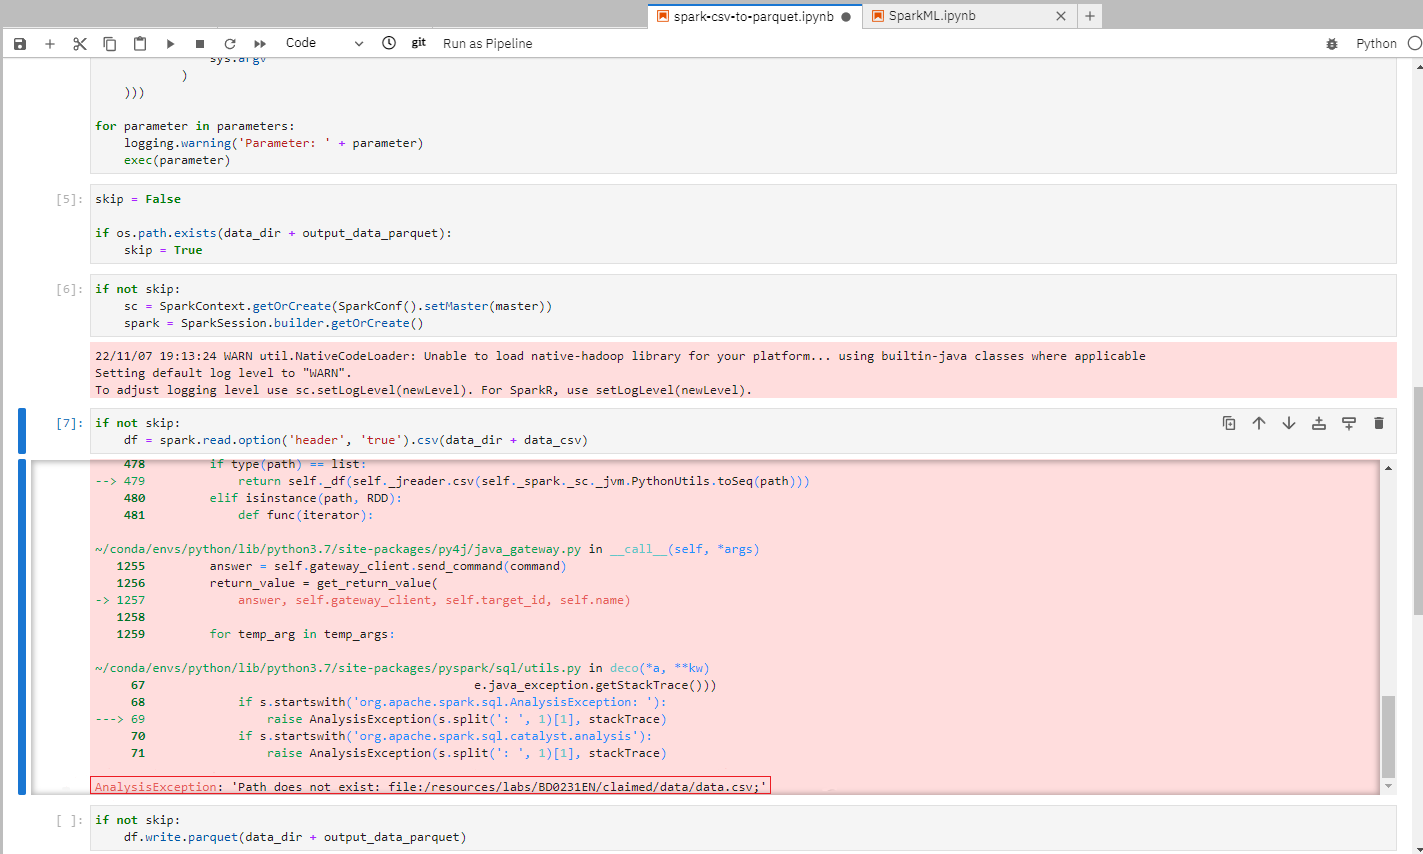 spark-csv-to-parquet.ipynb
SparkML.ipynb
Code
git
Run as Pipeline
Python
sys.argv
)
)))
for parameter in parameters:
logging.warning('Parameter: ' + parameter)
exec(parameter)
[5]:
skip = False
if os.path.exists(data_dir + output_data_parquet):
skip = True
[6]:
if not skip:
sc = SparkContext.getOrCreate(SparkConf().setMaster(master))
spark = SparkSession.builder.getOrCreate()
22/11/07 19:13:24 WARN util.NativeCodeLoader: Unable to load native-hadoop library for your platform... using builtin-java classes where applicable
Setting default log level to "WARN".
To adjust logging level use sc.setLogLevel(newLevel). For SparkR, use setLogLevel(newLevel).
[7]:
if not skip:
df = spark.read.option('header', 'true').csv(data_dir + data_csv)
478 if type(path) == list:
--> 479 return self._df(self._jreader.csv(self._spark._sc._jvm.PythonUtils.toSeq(path)))
480 elif isinstance(path, RDD):
481 def func(iterator):
~/conda/envs/python/lib/python3.7/site-packages/py4j/java_gateway.py in __call__(self, *args)
1255 answer = self.gateway_client.send_command(command)
1256 return_value = get_return_value(
-> 1257 answer, self.gateway_client, self.target_id, self.name)
1258
1259 for temp_arg in temp_args:
~/conda/envs/python/lib/python3.7/site-packages/pyspark/sql/utils.py in deco(*a, **kw)
67 e.java_exception.getStackTrace()))
68 if s.startswith('org.apache.spark.sql.AnalysisException: '):
---> 69 raise AnalysisException(s.split(': ', 1)[1], stackTrace)
70 if s.startswith('org.apache.spark.sql.catalyst.analysis'):
71 raise AnalysisException(s.split(': ', 1)[1], stackTrace)
AnalysisException: 'Path does not exist: file:/resources/labs/BD0231EN/claimed/data/data.csv;'
[ ]:
if not skip:
df.write.parquet(data_dir + output_data_parquet)